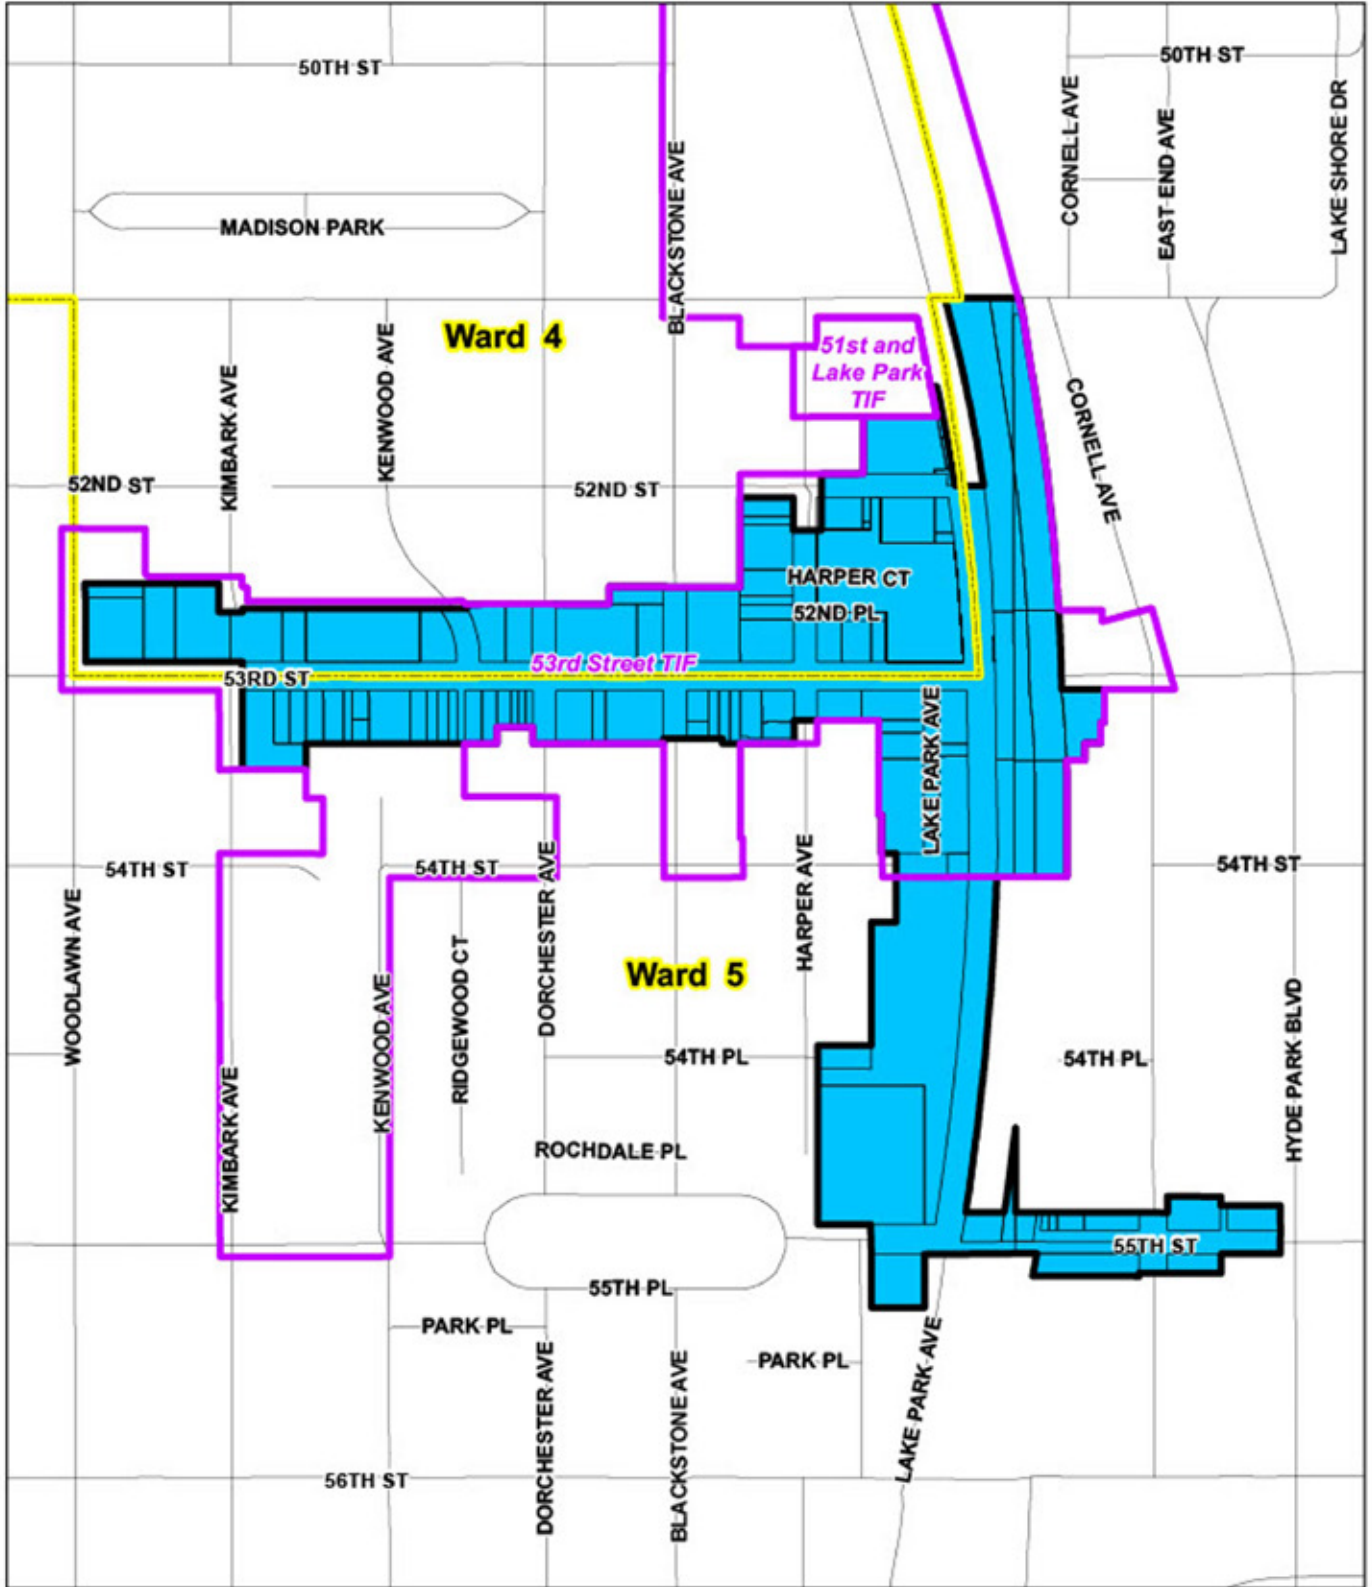 50TH ST
50TH ST
CORNELL AVE
EAST END AVE
LAKE SHORE DR
BLACKSTONE AVE
MADISON PARK
Ward 4
51st and
Lake Park
TIF
KIMBARK AVE
KENWOOD AVE
CORNELL AVE
52ND ST
52ND ST
HARPER CT
52ND PL
53rd Street TIF
53RD ST
LAKE PARK AVE
54TH ST
54TH ST
54TH ST
WOODLAWN AVE
DORCHESTER AVE
HARPER AVE
Ward 5
KENWOOD AVE
RIDGEWOOD CT
HYDE PARK BLVD
54TH PL
54TH PL
KIMBARK AVE
ROCHDALE PL
55TH ST
55TH PL
PARK PL
PARK PL
DORCHESTER AVE
BLACKSTONE AVE
LAKE PARK AVE
56TH ST